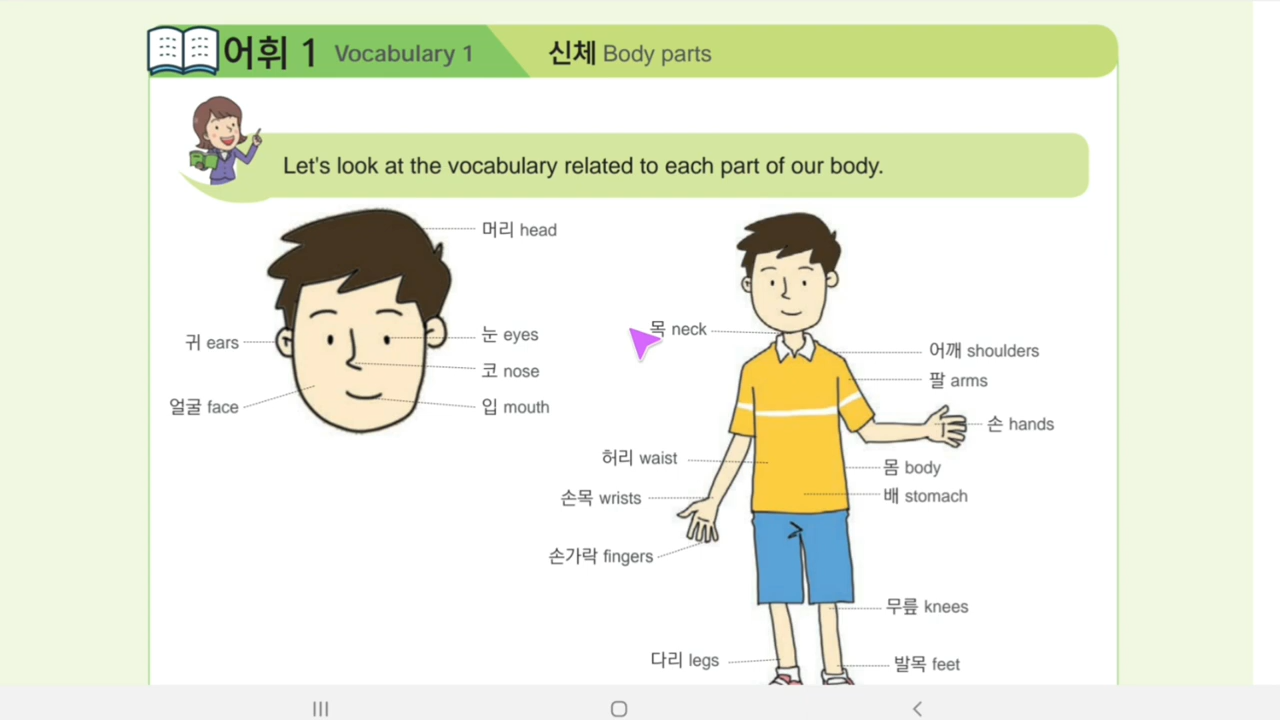 어휘 1 Vocabulary 1 신체 Body parts
Let's look at the vocabulary related to each part of our body.
머리 head
귀 ears
눈 eyes
코 nose
얼굴 face
입 mouth
목 neck
어깨 shoulders
팔 arms
손 hands
허리 waist
몸 body
손목 wrists
배 stomach
손가락 fingers
무릎 knees
다리 legs
발목 feet